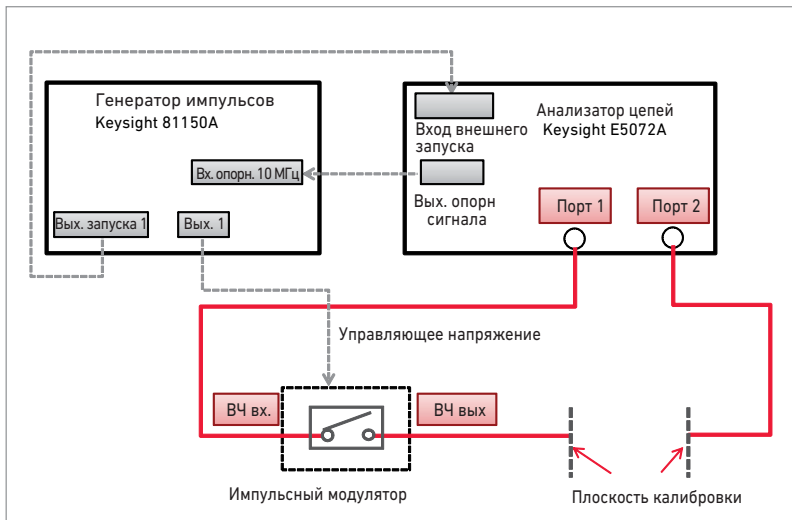 Генератор импульсов
Keysight 81150A
Вх. опорн. 10 МГц
Вых. запуска 1
Вых. 1
Анализатор цепей
Keysight E5072A
Вход внешнего
запуска
Вых. опорн
сигнала
Порт 1
Порт 2
Управляющее напряжение
ВЧ вх.
ВЧ вых
Импульсный модулятор
Плоскость калибровки